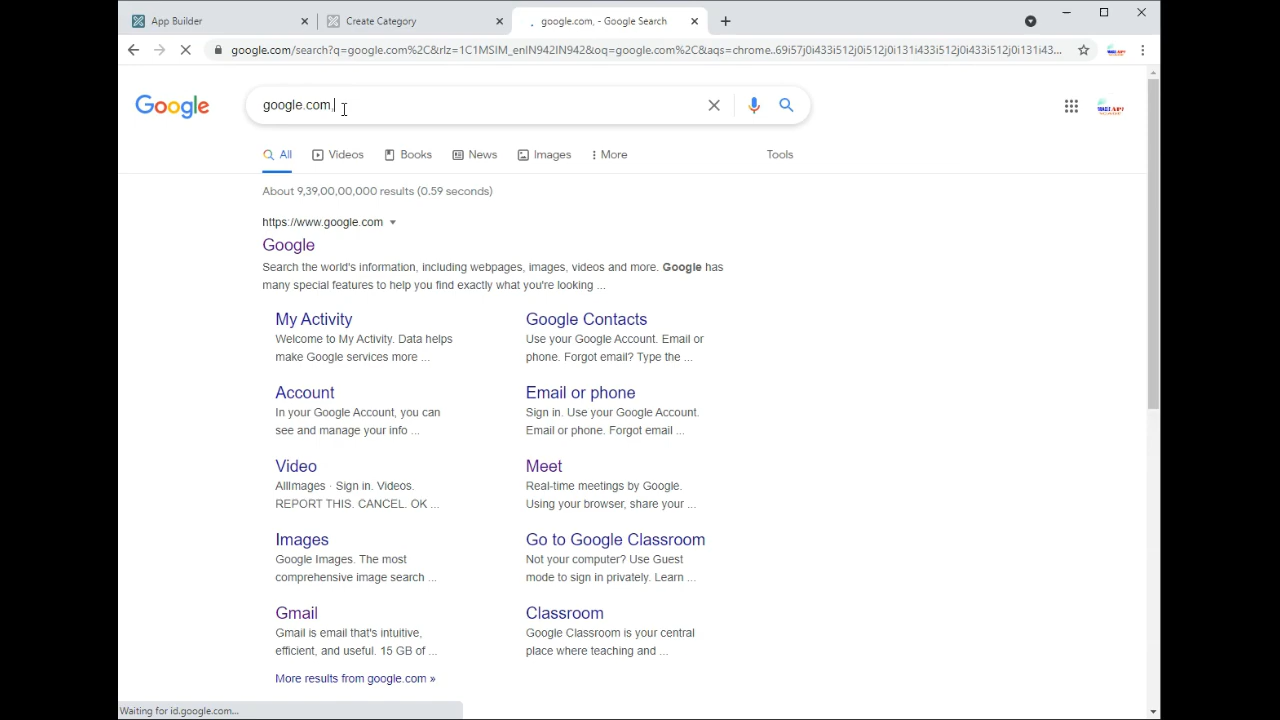 App Builder
Create Category
google.com, - Google Search
google.com/search?q=google.com%2C&rlz=1C1MSIM_enIN942IN942&oq=google.com%2C&aqs=chrome..69i57j0i433i512j0i512j0i131i433i512j0i433i512j0i131i43...
Google
google.com,
All
Videos
Books
News
Images
More
Tools
About 9,39,00,00,000 results (0.59 seconds)
https://www.google.com
Google
Search the world's information, including webpages, images, videos and more. Google has
many special features to help you find exactly what you're looking ...
My Activity
Welcome to My Activity. Data helps
make Google services more ...
Google Contacts
Use your Google Account. Email or
phone. Forgot email? Type the ...
Account
In your Google Account, you can
see and manage your info ...
Email or phone
Sign in. Use your Google Account.
Email or phone. Forgot email ...
Video
AllImages · Sign in. Videos.
REPORT THIS. CANCEL. OK ...
Meet
Real-time meetings by Google.
Using your browser, share your ...
Images
Google Images. The most
comprehensive image search ...
Go to Google Classroom
Not your computer? Use Guest
mode to sign in privately. Learn ...
Gmail
Gmail is email that's intuitive,
efficient, and useful. 15 GB of ...
Classroom
Google Classroom is your central
place where teaching and ...
More results from google.com »
Waiting for id.google.com...